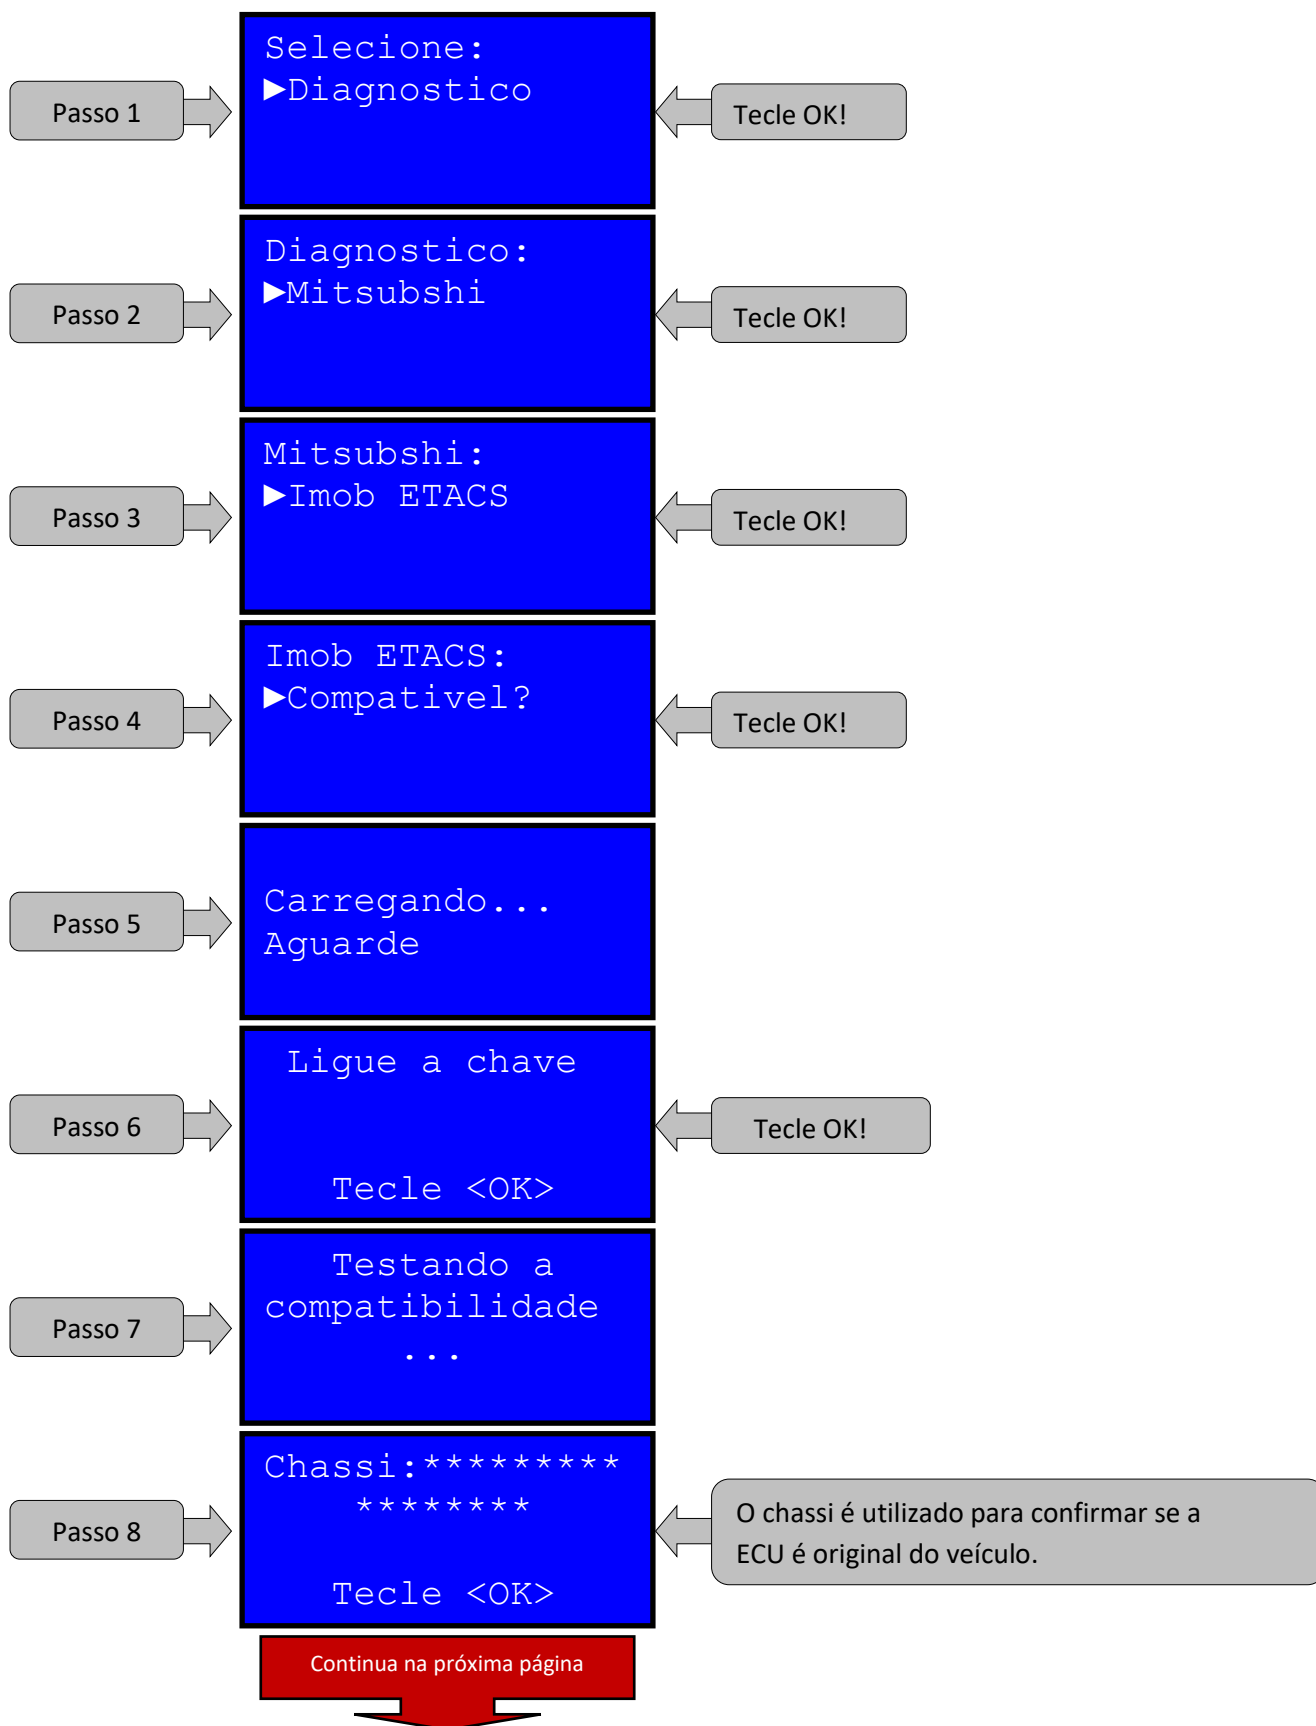 Selecione:
►Diagnostico
Passo 1
Tecle OK!
Diagnostico:
►Mitsubshi
Passo 2
Tecle OK!
Mitsubshi:
►Imob ETACS
Passo 3
Tecle OK!
Imob ETACS:
►Compativel?
Passo 4
Tecle OK!
Carregando...
Aguarde
Passo 5
Ligue a chave
Tecle <OK>
Passo 6
Tecle OK!
Testando a
compatibilidade
...
Passo 7
Chassi:*********
********
Tecle <OK>
Passo 8
O chassi é utilizado para confirmar se a
ECU é original do veículo.
Continua na próxima página